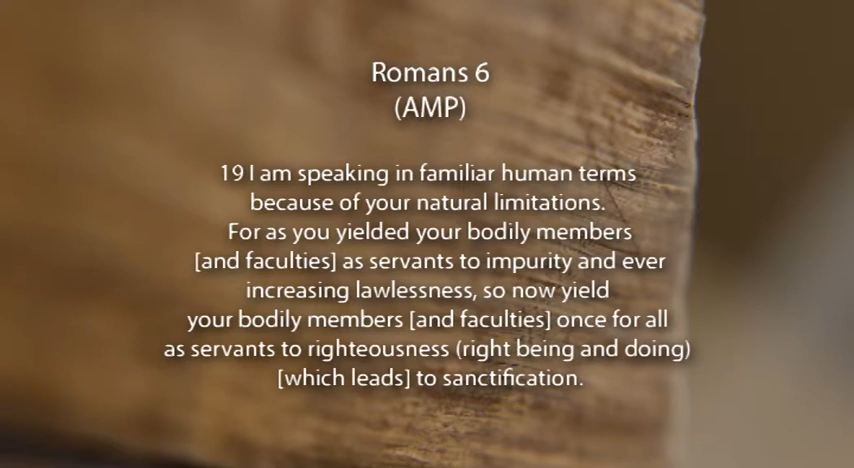 Romans 6
(AMP)
19 I am speaking in familiar human terms
because of your natural limitations.
For as you yielded your bodily members
[and faculties] as servants to impurity and ever
increasing lawlessness, so now yield
your bodily members [and faculties] once for all
as servants to righteousness (right being and doing)
[which leads] to sanctification.